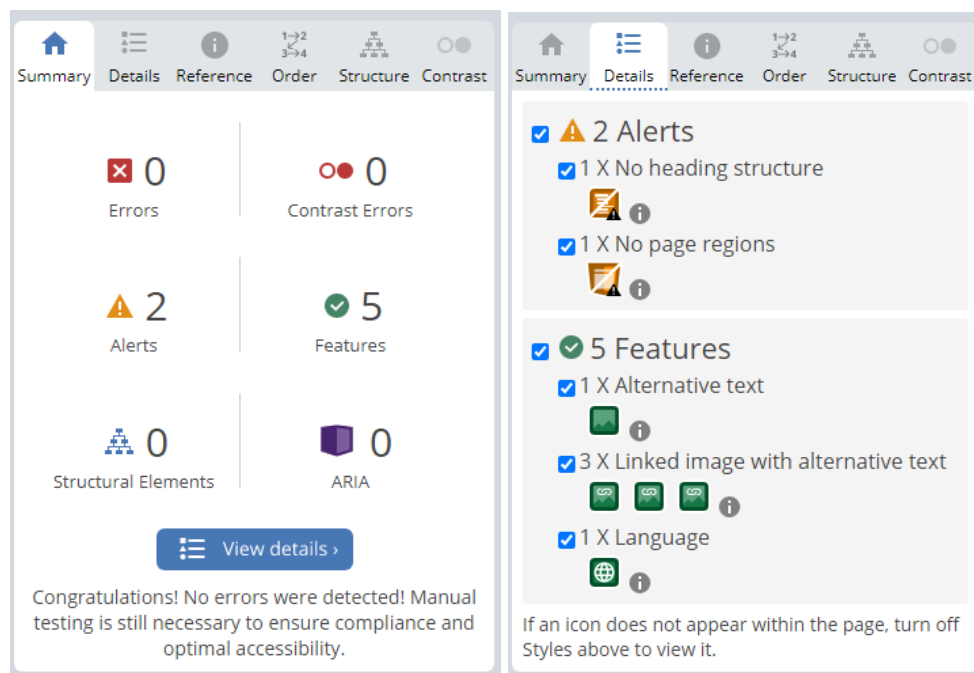 Summary Details Reference Order Structure Contrast
0 0
Errors Contrast Errors
2 5
Alerts Features
0 0
Structural Elements ARIA
View details ›
Congratulations! No errors were detected! Manual
testing is still necessary to ensure compliance and
optimal accessibility.
Summary Details Reference Order Structure Contrast
2 Alerts
1 X No heading structure
1 X No page regions
5 Features
1 X Alternative text
3 X Linked image with alternative text
1 X Language
If an icon does not appear within the page, turn off
Styles above to view it.